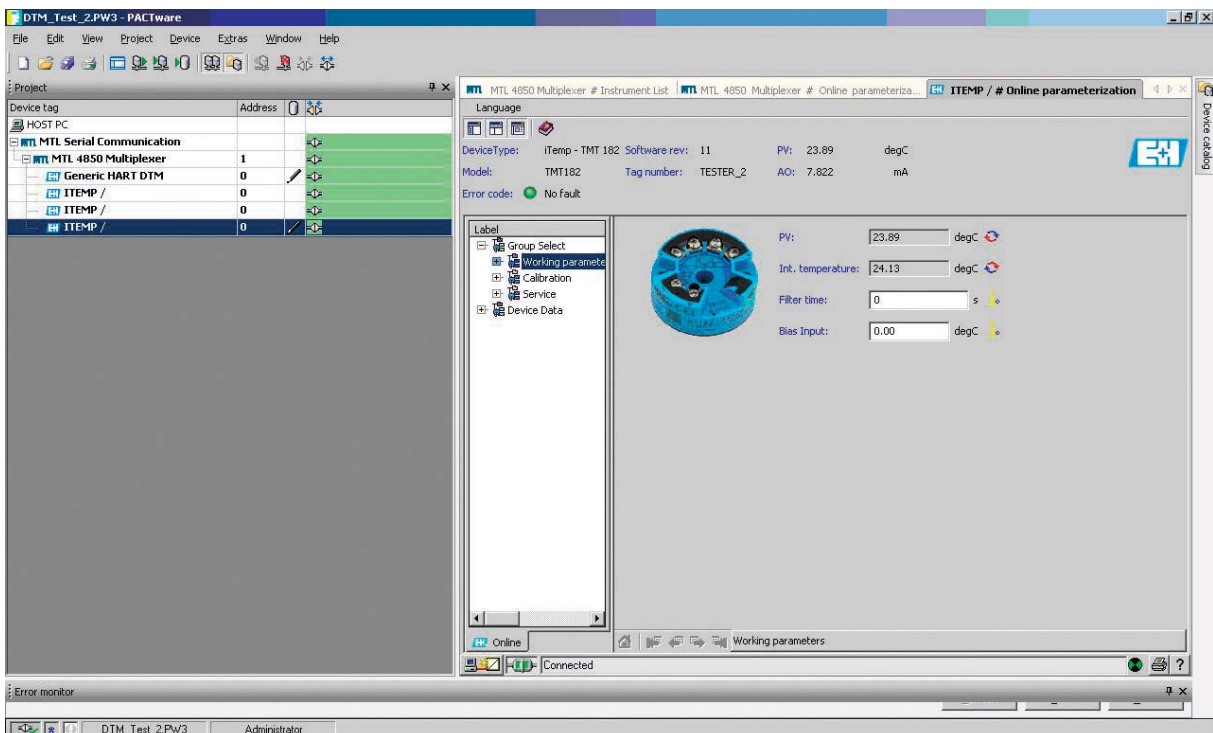 DTM_Test_2.PW3 - PACTware
File Edit View Project Device Extras Window Help
Project
Device tag Address
HOST PC
MTL MTL Serial Communication
MTL MTL 4850 Multiplexer 1
Generic HART DTM 0
ITEMP / 0
ITEMP / 0
EH ITEMP / 0
MTL MTL 4850 Multiplexer # Instrument List MTL MTL 4850 Multiplexer # Online parameteriza... ITEMP / # Online parameterization
Device catalog
Language
DeviceType: iTemp - TMT 182 Software rev: 11 PV: 23.89 degC
Model: TMT182 Tag number: TESTER_2 AO: 7.822 mA
Error code: No fault
E+H
Label
Group Select
Working paramete
Calibration
Service
Device Data
PV: 23.89 degC
Int. temperature: 24.13 degC
Filter time: 0 s
Bias Input: 0.00 degC
Online
Working parameters
Connected
Error monitor
DTM_Test_2.PW3 Administrator